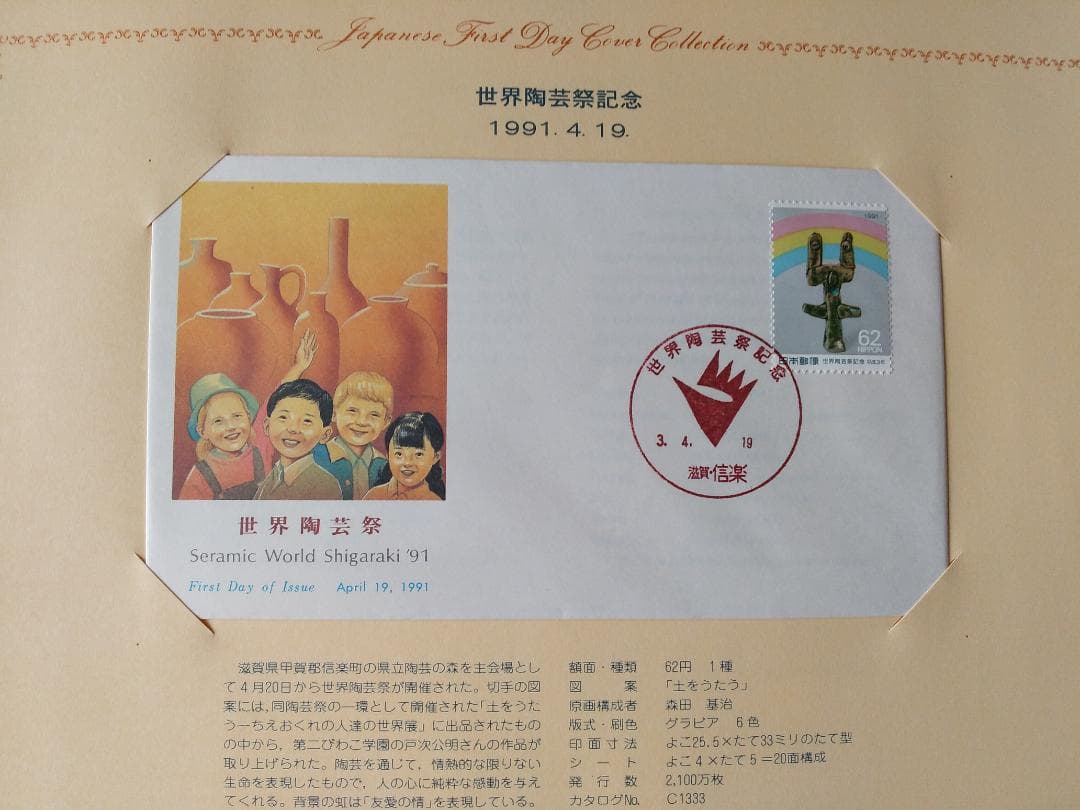 Japanese First Day Cover Collection
世界陶芸祭記念
1991. 4. 19.
1991
62
NIPPON
日本郵便 世界陶芸祭記念 平成3年
世界陶芸祭記念
3. 4. 19
滋賀・信楽
世界陶芸祭
Seramic World Shigaraki '91
First Day of Issue April 19, 1991
滋賀県甲賀郡信楽町の県立陶芸の森を主会場とし
て4月20日から世界陶芸祭が開催された。切手の図
案には、同陶芸祭の一環として開催された「土をうた
う―ちえおくれの人達の世界展」に出品されたもの
の中から、第二びわこ学園の戸次公明さんの作品が
取り上げられた。陶芸を通じて、情熱的な限りない
生命を表現したもので、人の心に純粋な感動を与え
てくれる。背景の虹は「友愛の情」を表現している。
額面・種類 62円 1種
図案 「土をうたう」
原画構成者 森田 基治
版式・刷色 グラビア 6色
印面寸法 よこ25.5×たて33ミリのたて型
シート よこ4×たて5=20面構成
発行数 2,100万枚
カタログNo. C1333